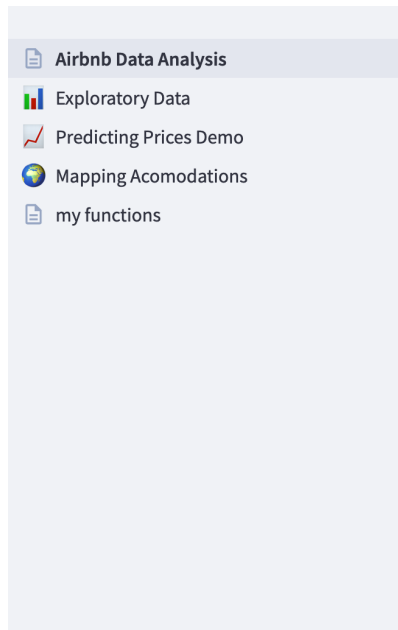 Airbnb Data Analysis
Exploratory Data
Predicting Prices Demo
Mapping Acomodations
my functions